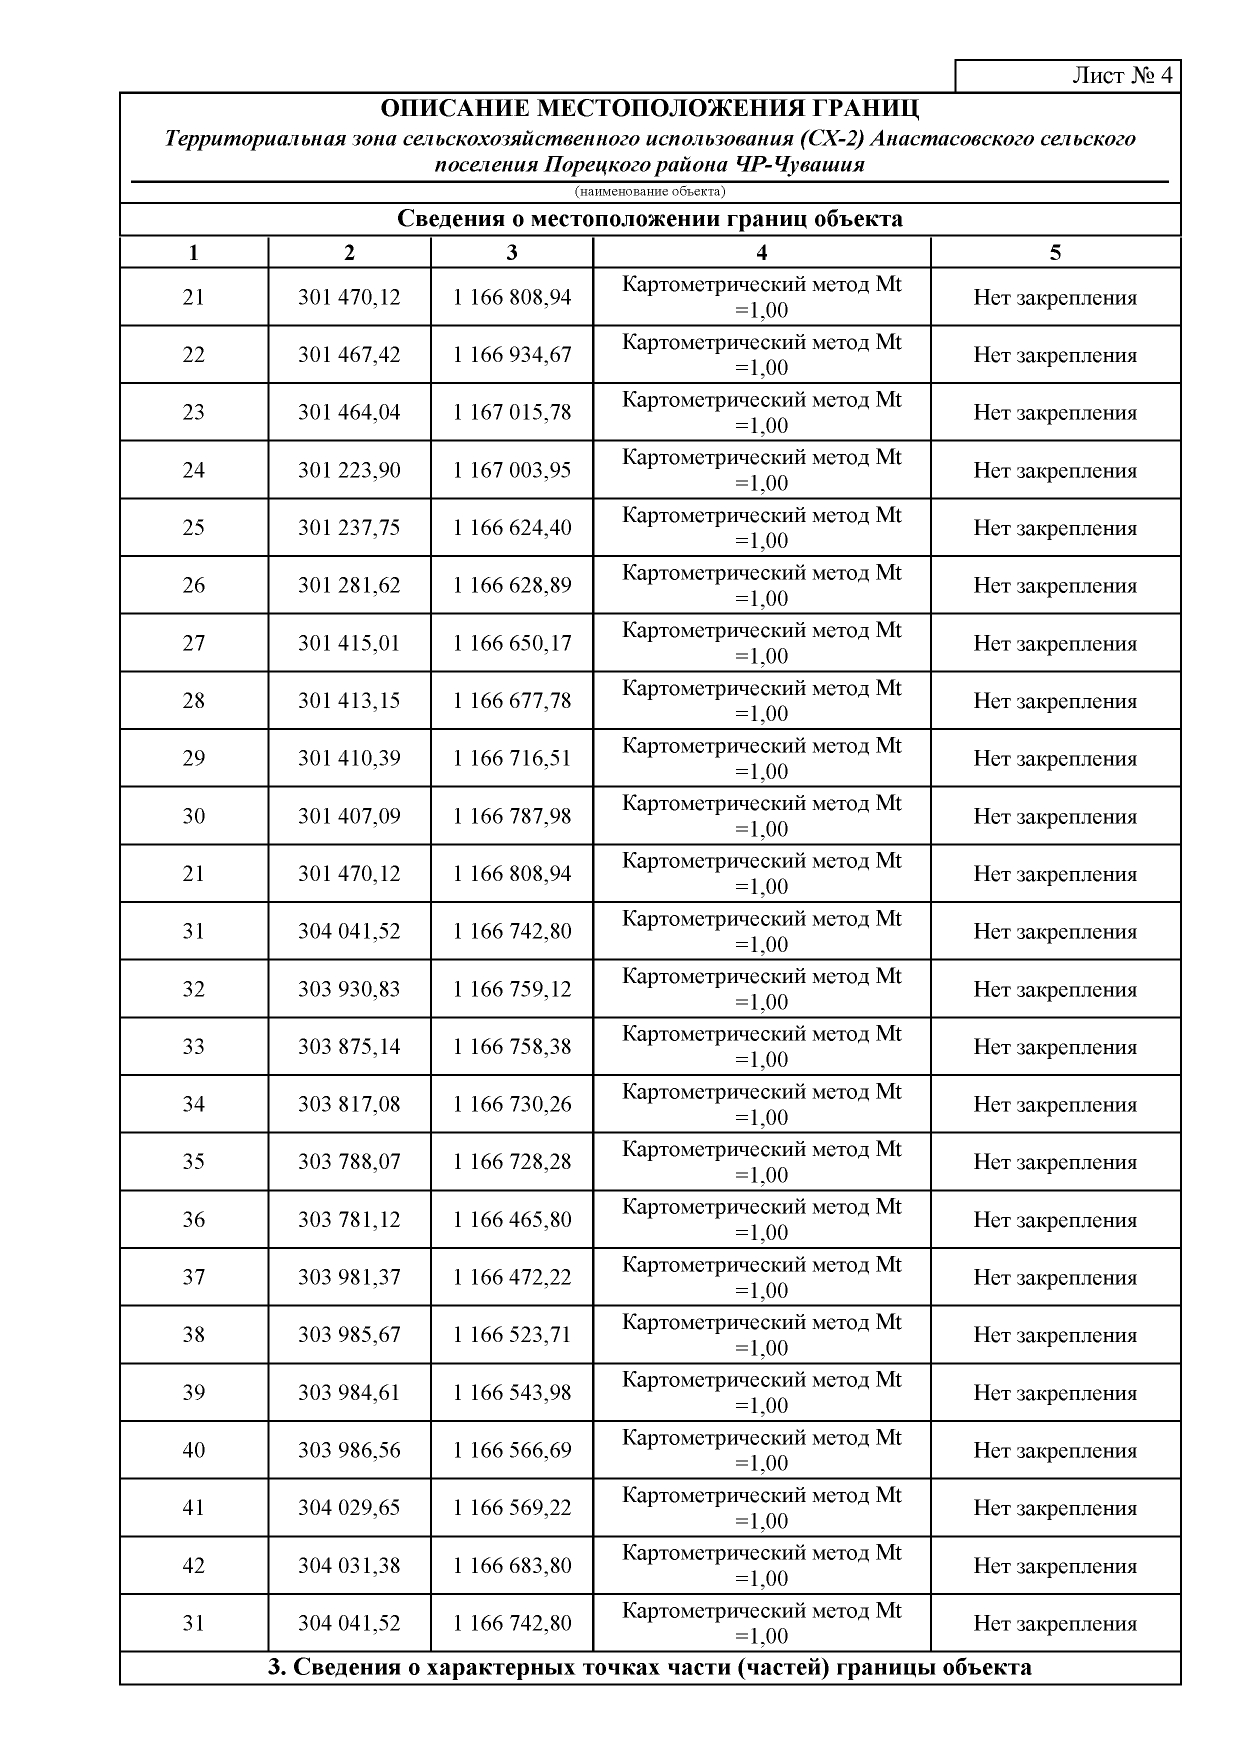 Лист № 4
ОПИСАНИЕ МЕСТОПОЛОЖЕНИЯ ГРАНИЦ
Территориальная зона сельскохозяйственного использования (СХ-2) Анастасовского сельского
поселения Порецкого района ЧР-Чувашия
(наименование объекта)
Сведения о местоположении границ объекта
1 2 3 4 5
21 301 470,12 1 166 808,94 Картометрический метод Mt
=1,00 Нет закрепления
22 301 467,42 1 166 934,67 Картометрический метод Mt
=1,00 Нет закрепления
23 301 464,04 1 167 015,78 Картометрический метод Mt
=1,00 Нет закрепления
24 301 223,90 1 167 003,95 Картометрический метод Mt
=1,00 Нет закрепления
25 301 237,75 1 166 624,40 Картометрический метод Mt
=1,00 Нет закрепления
26 301 281,62 1 166 628,89 Картометрический метод Mt
=1,00 Нет закрепления
27 301 415,01 1 166 650,17 Картометрический метод Mt
=1,00 Нет закрепления
28 301 413,15 1 166 677,78 Картометрический метод Mt
=1,00 Нет закрепления
29 301 410,39 1 166 716,51 Картометрический метод Mt
=1,00 Нет закрепления
30 301 407,09 1 166 787,98 Картометрический метод Mt
=1,00 Нет закрепления
21 301 470,12 1 166 808,94 Картометрический метод Mt
=1,00 Нет закрепления
31 304 041,52 1 166 742,80 Картометрический метод Mt
=1,00 Нет закрепления
32 303 930,83 1 166 759,12 Картометрический метод Mt
=1,00 Нет закрепления
33 303 875,14 1 166 758,38 Картометрический метод Mt
=1,00 Нет закрепления
34 303 817,08 1 166 730,26 Картометрический метод Mt
=1,00 Нет закрепления
35 303 788,07 1 166 728,28 Картометрический метод Mt
=1,00 Нет закрепления
36 303 781,12 1 166 465,80 Картометрический метод Mt
=1,00 Нет закрепления
37 303 981,37 1 166 472,22 Картометрический метод Mt
=1,00 Нет закрепления
38 303 985,67 1 166 523,71 Картометрический метод Mt
=1,00 Нет закрепления
39 303 984,61 1 166 543,98 Картометрический метод Mt
=1,00 Нет закрепления
40 303 986,56 1 166 566,69 Картометрический метод Mt
=1,00 Нет закрепления
41 304 029,65 1 166 569,22 Картометрический метод Mt
=1,00 Нет закрепления
42 304 031,38 1 166 683,80 Картометрический метод Mt
=1,00 Нет закрепления
31 304 041,52 1 166 742,80 Картометрический метод Mt
=1,00 Нет закрепления
3. Сведения о характерных точках части (частей) границы объекта